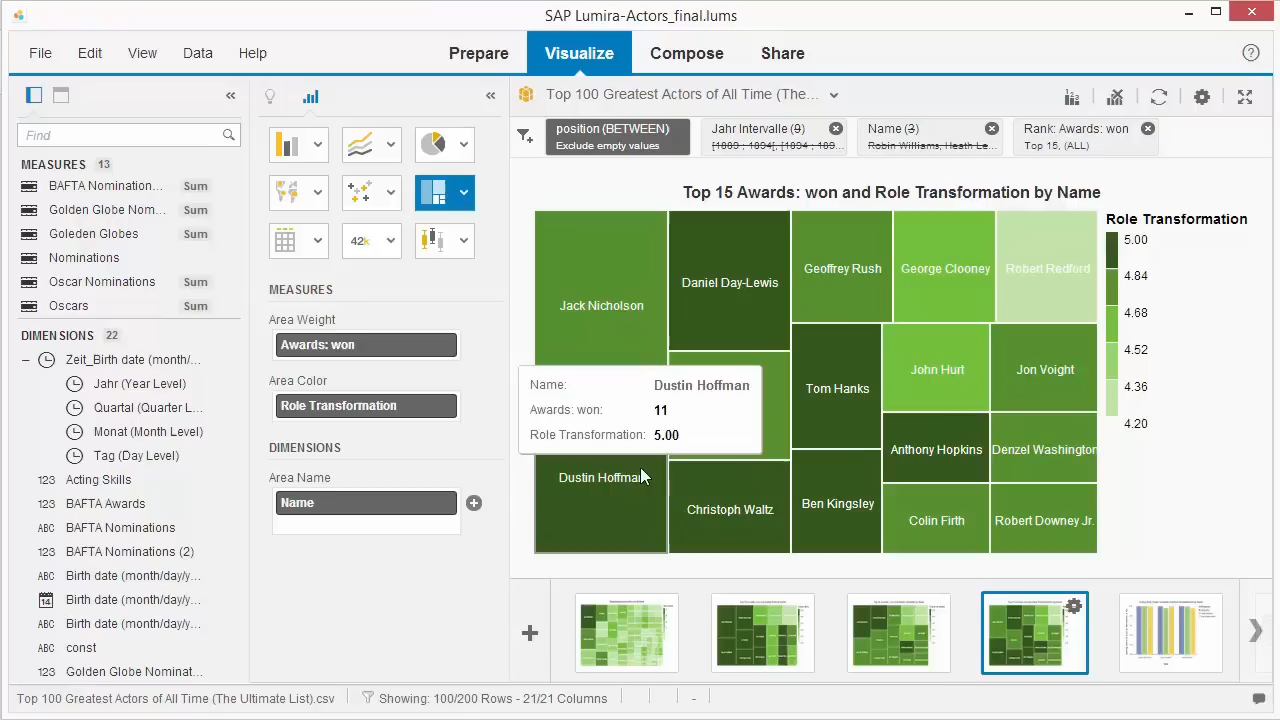 SAP Lumira-Actors_final.lums
File Edit View Data Help
Prepare Visualize Compose Share
Find
MEASURES 13
BAFTA Nomination... Sum
Golden Globe Nom... Sum
Goleden Globes Sum
Nominations
Oscar Nominations Sum
Oscars Sum
DIMENSIONS 22
Zeit_Birth date (month/...
Jahr (Year Level)
Quartal (Quarter L...
Monat (Month Level)
Tag (Day Level)
123 Acting Skills
123 BAFTA Awards
ABC BAFTA Nominations
123 BAFTA Nominations (2)
ABC Birth date (month/day/y...
14 Birth date (month/day/y...
ABC Birth date (month/day/y...
123 const
ABC Golden Globe Nominat...
42k
MEASURES
Area Weight
Awards: won
Area Color
Role Transformation
DIMENSIONS
Area Name
Name
Top 100 Greatest Actors of All Time (The...
position (BETWEEN)
Exclude empty values
Jahr Intervalle (9)
Name (3)
Robin Williams, Heath Le...
Rank: Awards: won
Top 15, (ALL)
Top 15 Awards: won and Role Transformation by Name
Jack Nicholson
Daniel Day-Lewis
Geoffrey Rush
George Clooney
Robert Redford
Tom Hanks
John Hurt
Jon Voight
Name: Dustin Hoffman
Awards: won: 11
Role Transformation: 5.00
Dustin Hoffman
Christoph Waltz
Ben Kingsley
Anthony Hopkins
Denzel Washington
Colin Firth
Robert Downey Jr.
Role Transformation
5.00
4.84
4.68
4.52
4.36
4.20
Top 100 Greatest Actors of All Time (The Ultimate List).csv
Showing: 100/200 Rows - 21/21 Columns
-